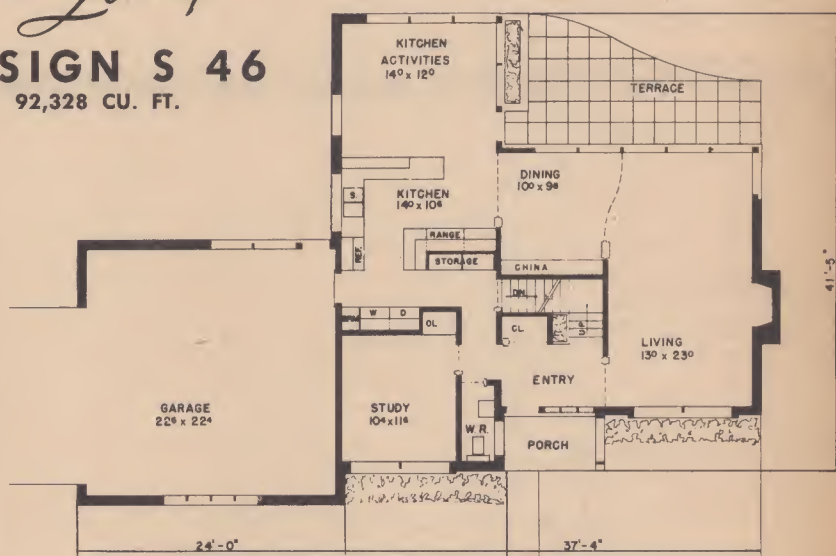 SIGN S 46
92,328 CU. FT.
KITCHEN
ACTIVITIES
14⁰ x 12⁰
TERRACE
DINING
10⁰ x 9⁶
KITCHEN
14⁰ x 10⁶
S.
REF.
RANGE
STORAGE
CHINA
DN.
W D
CL
CL.
UP
LIVING
13⁰ x 23⁰
ENTRY
GARAGE
22⁶ x 22⁴
STUDY
10⁴ x 11⁶
W.R.
PORCH
41'-5"
24'-0"
37'-4"